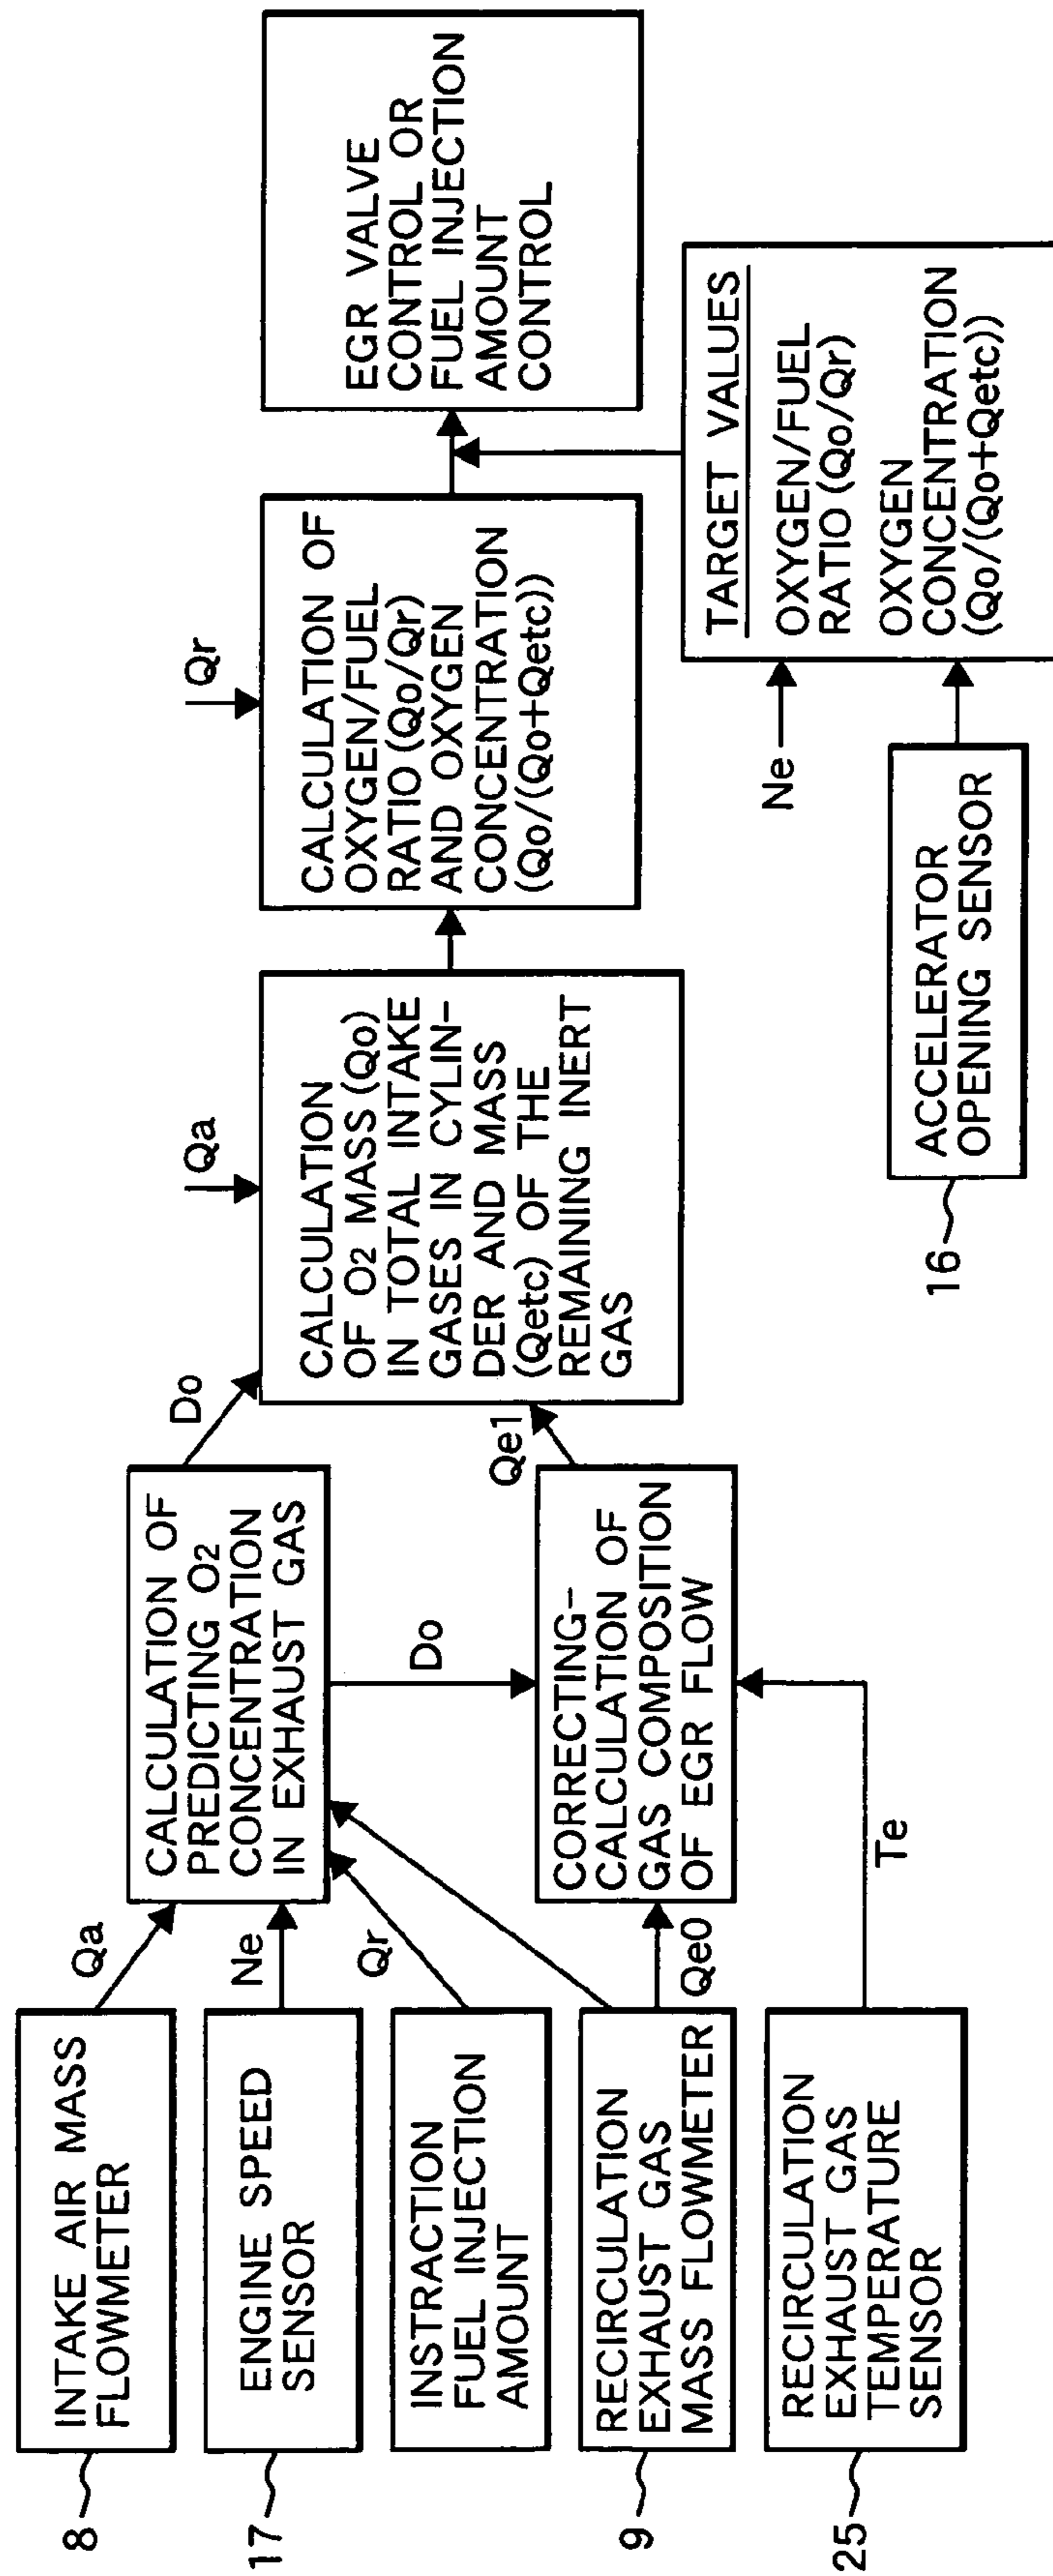 8
INTAKE AIR MASS
FLOWMETER
Qa
17
ENGINE SPEED
SENSOR
Ne
INSTRACTION
FUEL INJECTION
AMOUNT
Qr
9
RECIRCULATION
EXHAUST GAS
MASS FLOWMETER
Qe0
25
RECIRCULATION
EXHAUST GAS
TEMPERATURE
SENSOR
Te
CALCULATION OF
PREDICTING O2
CONCENTRATION
IN EXHAUST GAS
Do
Do
CORRECTING-
CALCULATION OF
GAS COMPOSITION
OF EGR FLOW
Qe1
Qa
CALCULATION
OF O2 MASS (Qo)
IN TOTAL INTAKE
GASES IN CYLIN-
DER AND MASS
(Qetc) OF THE
REMAINING INERT
GAS
Qr
CALCULATION OF
OXYGEN/FUEL
RATIO (Qo/Qr)
AND OXYGEN
CONCENTRATION
(Qo/(Qo+Qetc))
EGR VALVE
CONTROL OR
FUEL INJECTION
AMOUNT
CONTROL
16
ACCELERATOR
OPENING SENSOR
Ne
TARGET VALUES
OXYGEN/FUEL
RATIO (Qo/Qr)
OXYGEN
CONCENTRATION
(Qo/(Qo+Qetc))